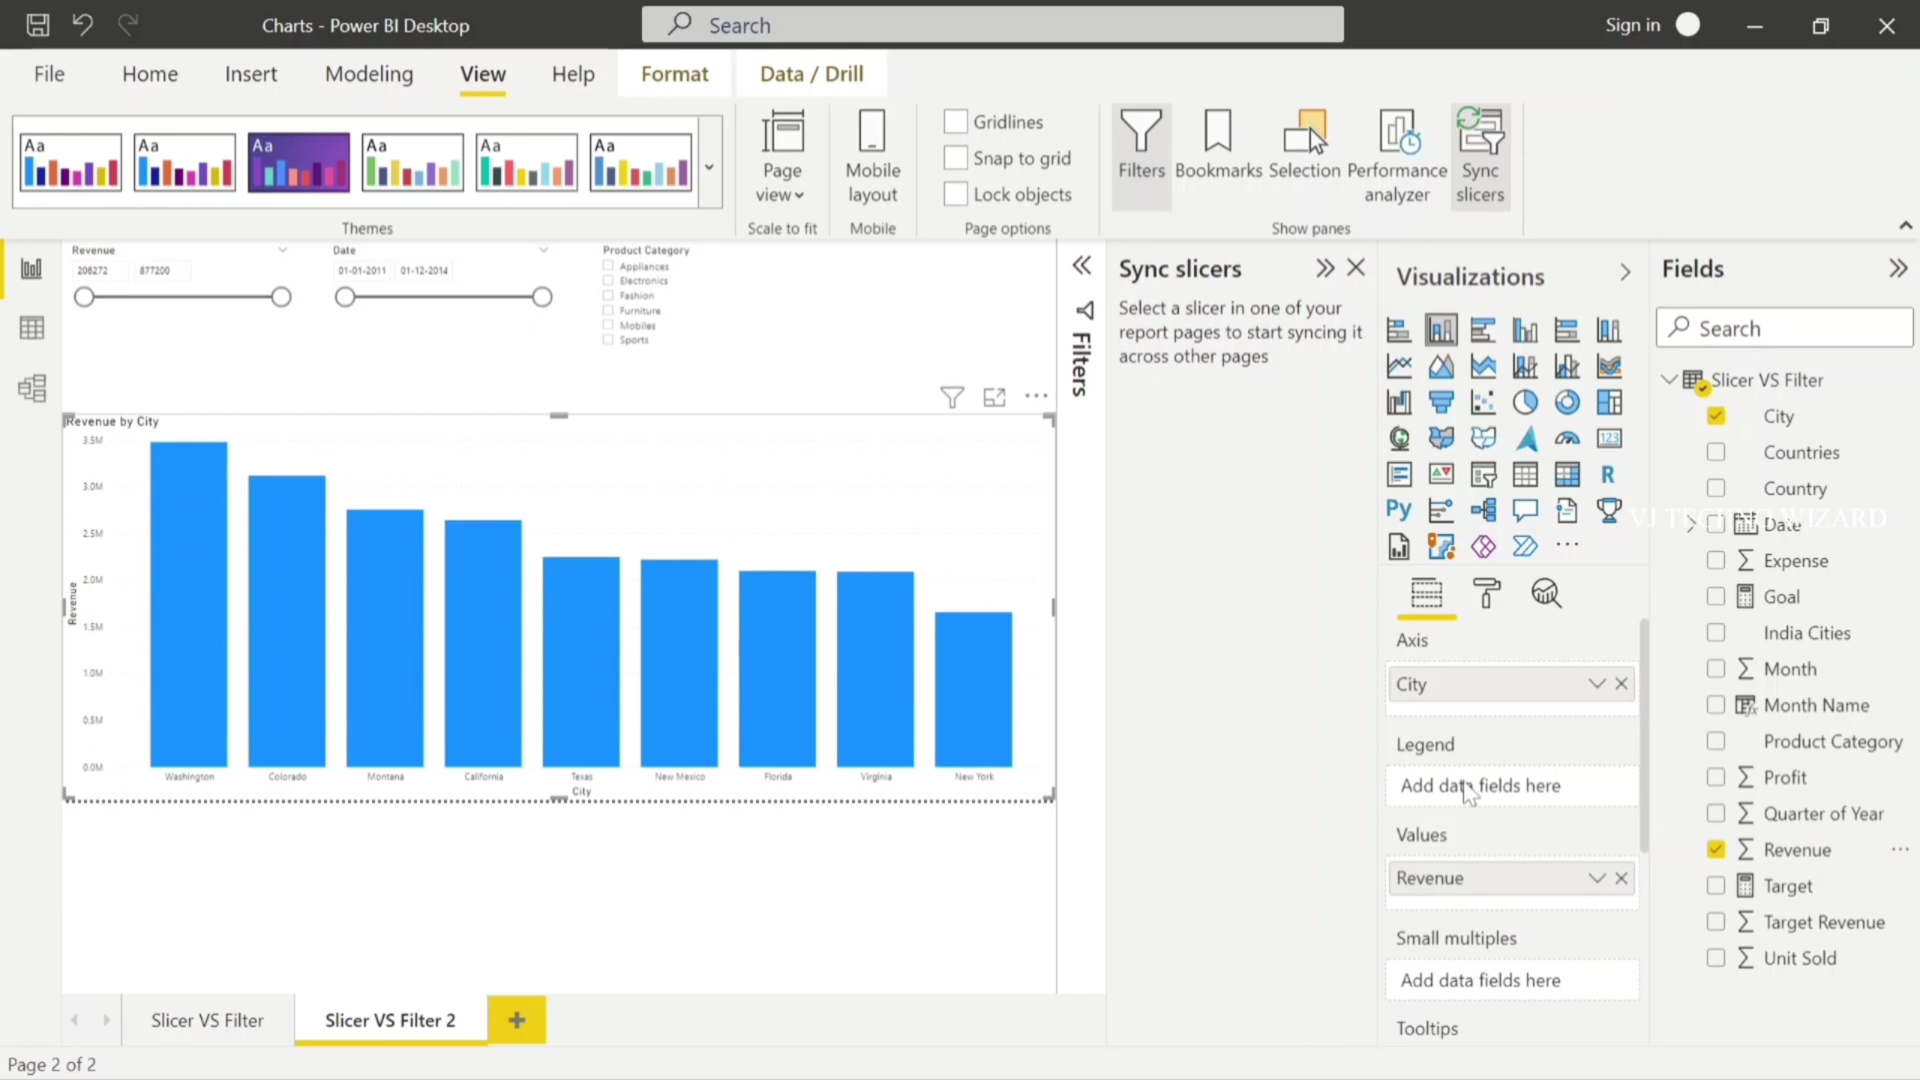 Charts - Power BI Desktop
Search
Sign in
File
Home
Insert
Modeling
View
Help
Format
Data / Drill
Aa
Aa
Aa
Aa
Aa
Aa
Themes
Page
view
Scale to fit
Mobile
layout
Mobile
Gridlines
Snap to grid
Lock objects
Page options
Filters
Bookmarks
Selection
Performance
analyzer
Sync
slicers
Show panes
Revenue
206272
877200
Date
01-01-2011
01-12-2014
Product Category
Appliances
Electronics
Fashion
Furniture
Mobiles
Sports
Revenue by City
3.5M
3.0M
2.5M
2.0M
1.5M
1.0M
0.5M
0.0M
Revenue
Washington
Colorado
Montana
California
Texas
New Mexico
Florida
Virginia
New York
City
Filters
Sync slicers
Select a slicer in one of your
report pages to start syncing it
across other pages
Visualizations
123
R
Py
Axis
City
Legend
Add data fields here
Values
Revenue
Small multiples
Add data fields here
Tooltips
Fields
Search
Slicer VS Filter
City
Countries
Country
Date
VJ TECHNO WIZARD
Expense
Goal
India Cities
Month
Month Name
Product Category
Profit
Quarter of Year
Revenue
Target
Target Revenue
Unit Sold
Slicer VS Filter
Slicer VS Filter 2
Page 2 of 2